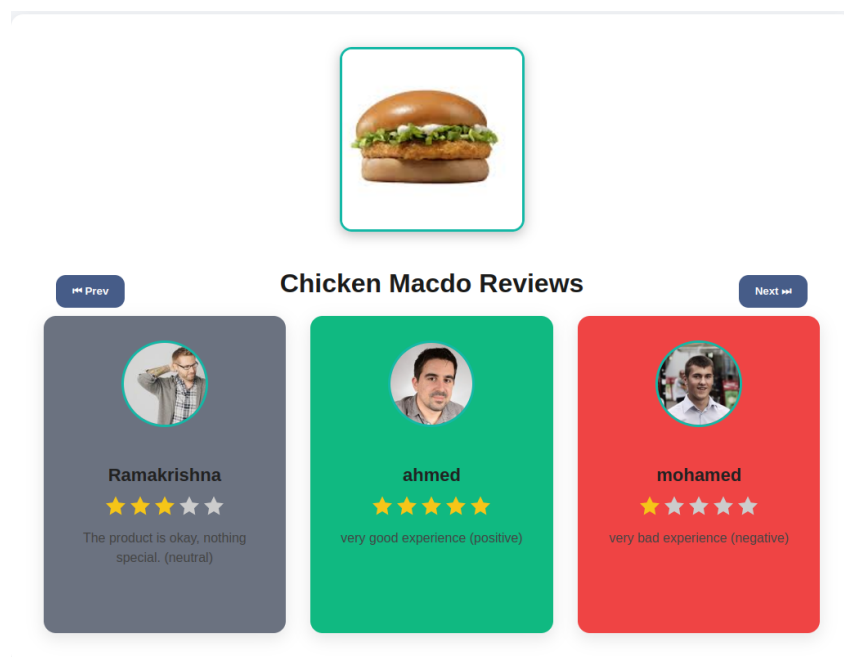 ⏮ Prev
Chicken Macdo Reviews
Next ⏭
Ramakrishna
The product is okay, nothing
special. (neutral)
ahmed
very good experience (positive)
mohamed
very bad experience (negative)